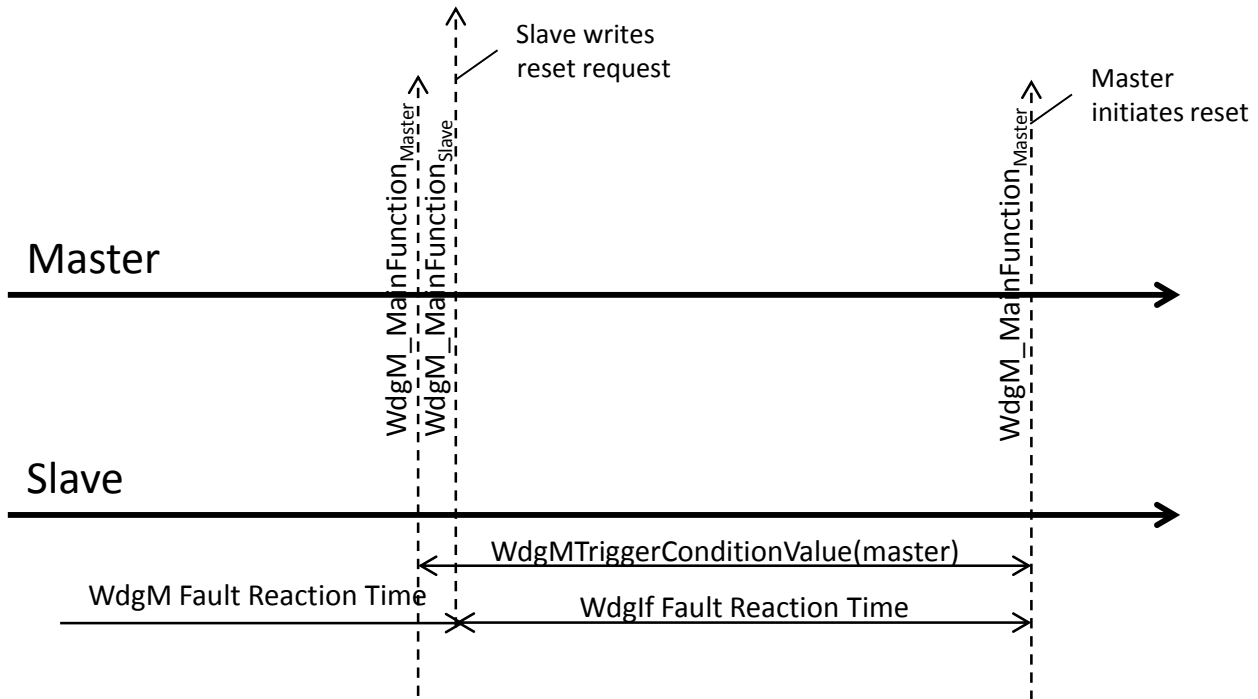 Slave writes
reset request
Master
initiates reset
WdgM_MainFunctionMaster
WdgM_MainFunctionSlave
WdgM_MainFunctionMaster
Master
Slave
WdgMTriggerConditionValue(master)
WdgM Fault Reaction Time
WdgIf Fault Reaction Time